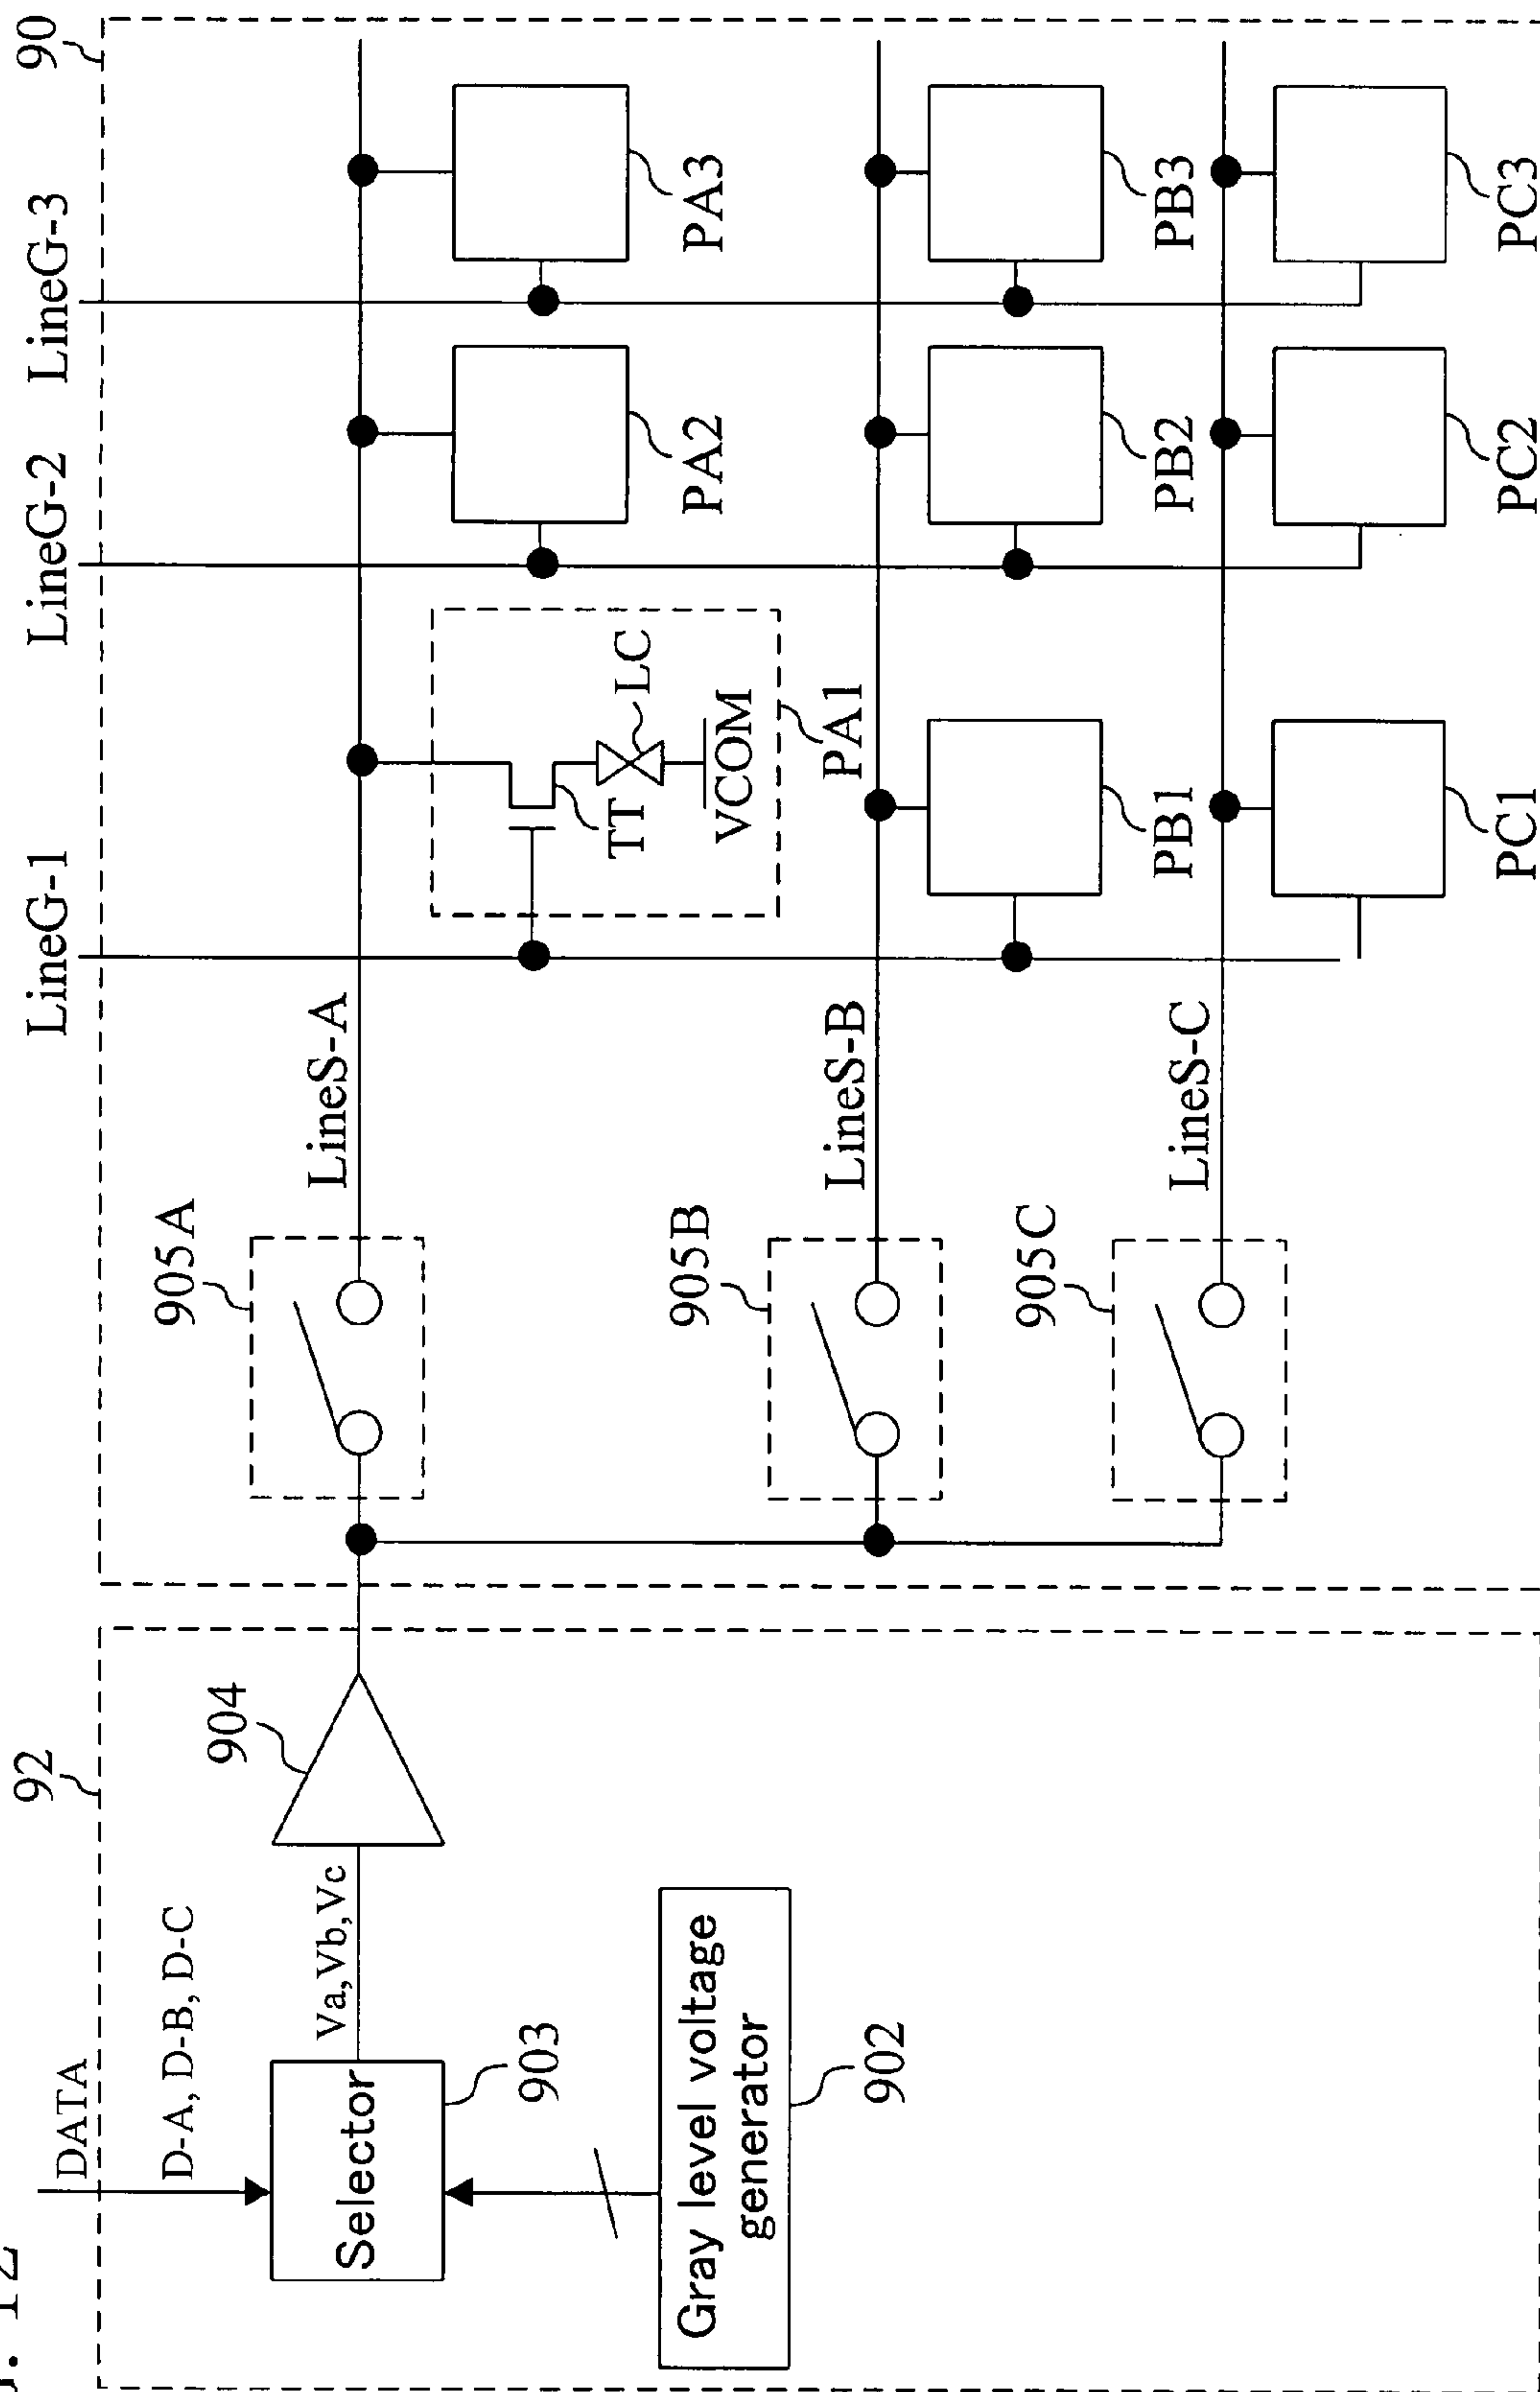 12
92
DATA
D-A, D-B, D-C
Selector
903
Va,Vb,Vc
904
Gray level voltage
generator
902
90
905A
905B
905C
LineS-A
LineS-B
LineS-C
LineG-1
LineG-2
LineG-3
TT
LC
VCOM
PA1
PA2
PA3
PB1
PB2
PB3
PC1
PC2
PC3